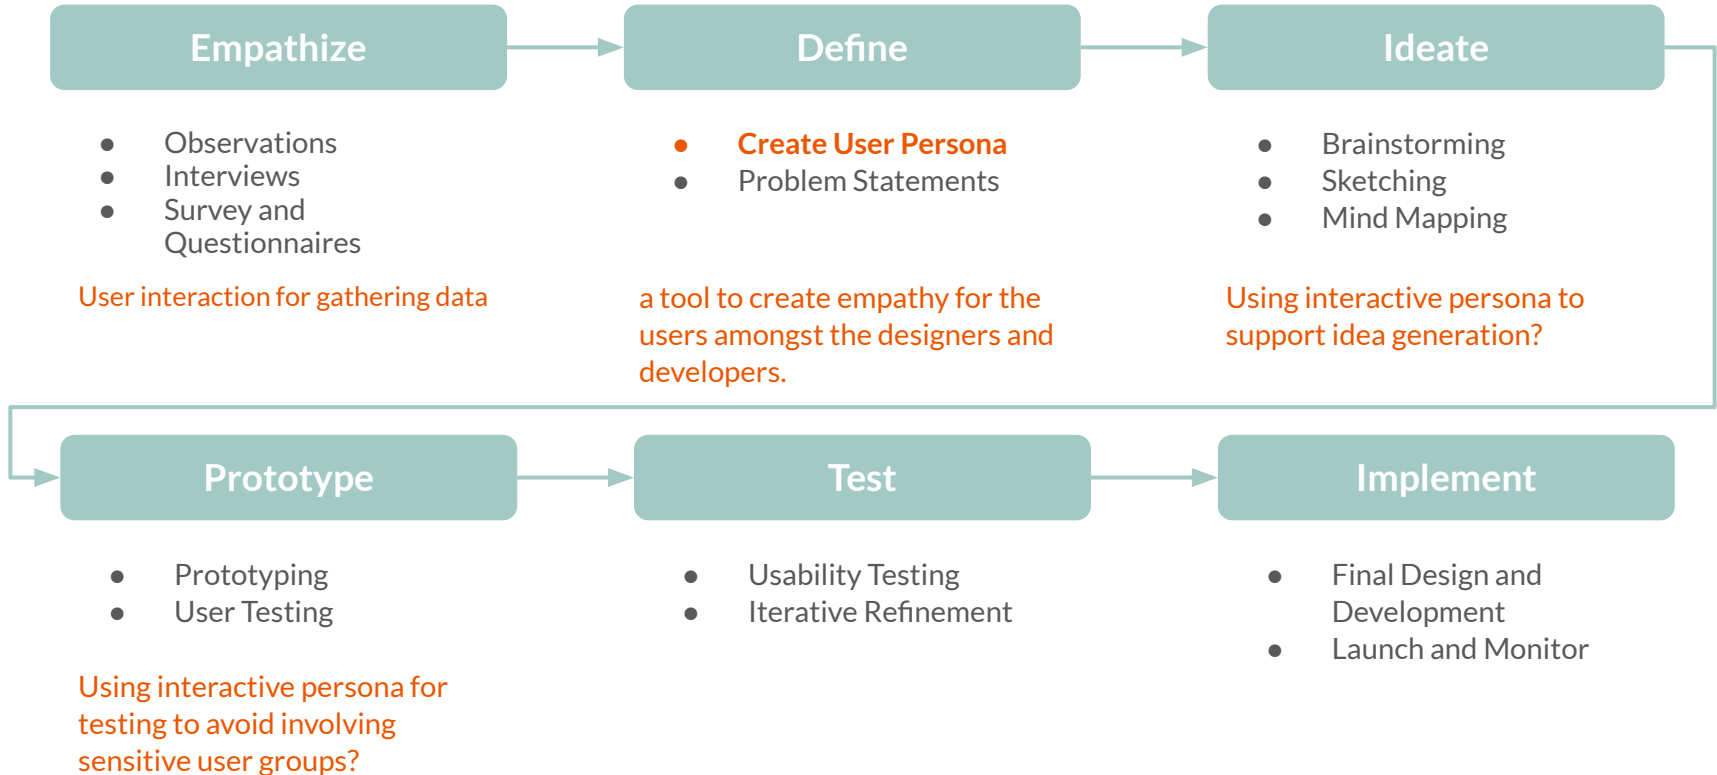 Empathize
Define
Ideate
● Observations
● Interviews
● Survey and
Questionnaires
User interaction for gathering data
● Create User Persona
● Problem Statements
a tool to create empathy for the
users amongst the designers and
developers.
● Brainstorming
● Sketching
● Mind Mapping
Using interactive persona to
support idea generation?
Prototype
Test
Implement
● Prototyping
● User Testing
Using interactive persona for
testing to avoid involving
sensitive user groups?
● Usability Testing
● Iterative Refinement
● Final Design and
Development
● Launch and Monitor